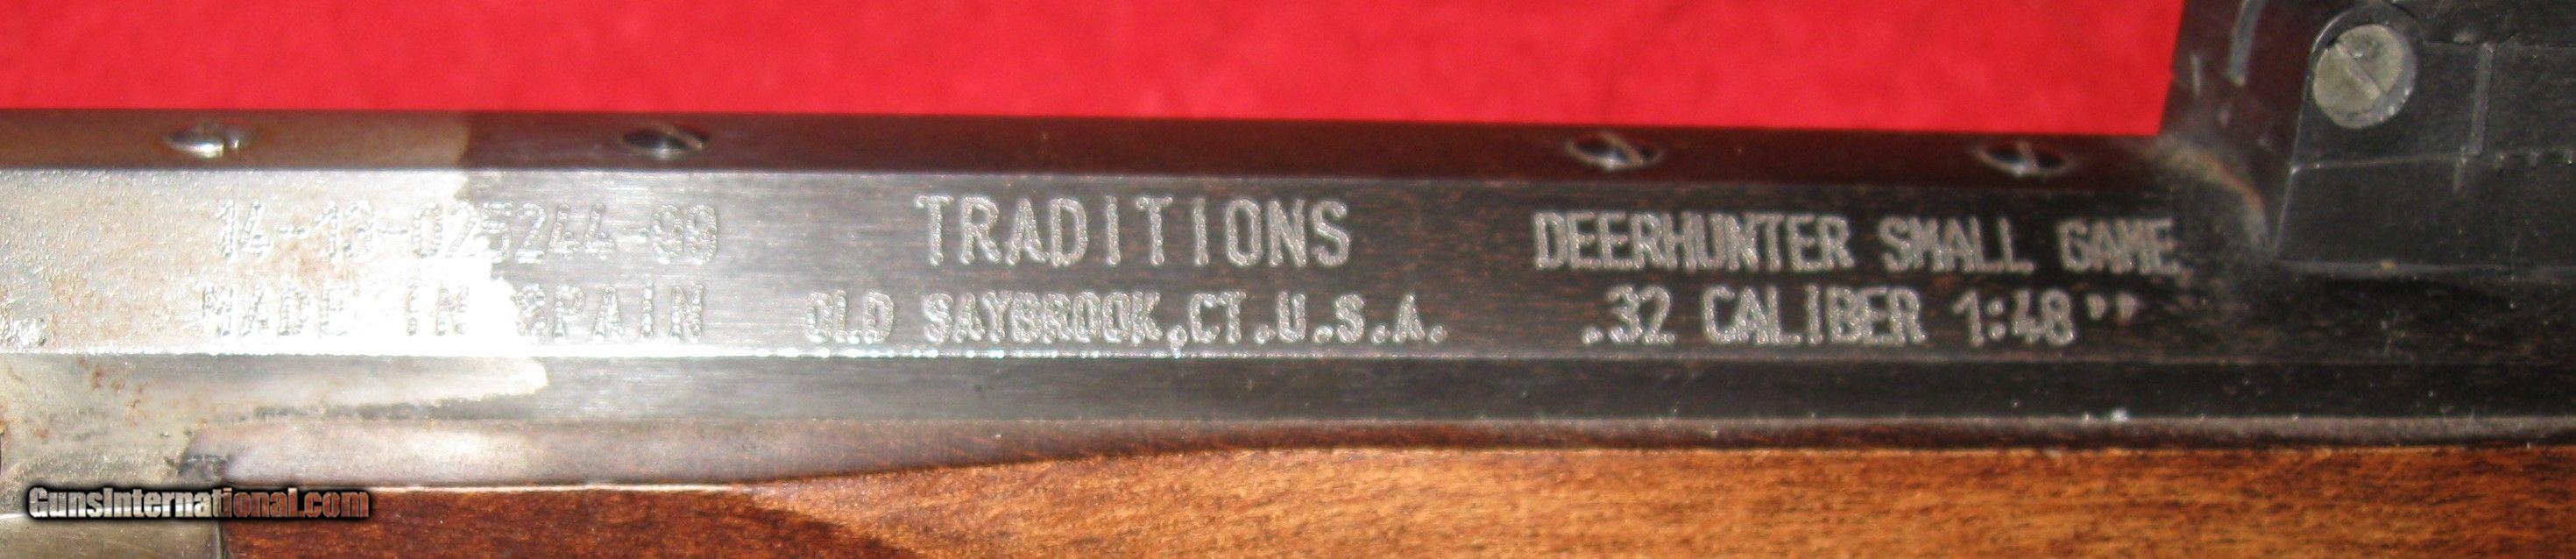 14-13-025244-99
MADE IN SPAIN
TRADITIONS
OLD SAYBROOK,CT.U.S.A.
DEERHUNTER SMALL GAME
.32 CALIBER 1:48"
GunsInternational.com